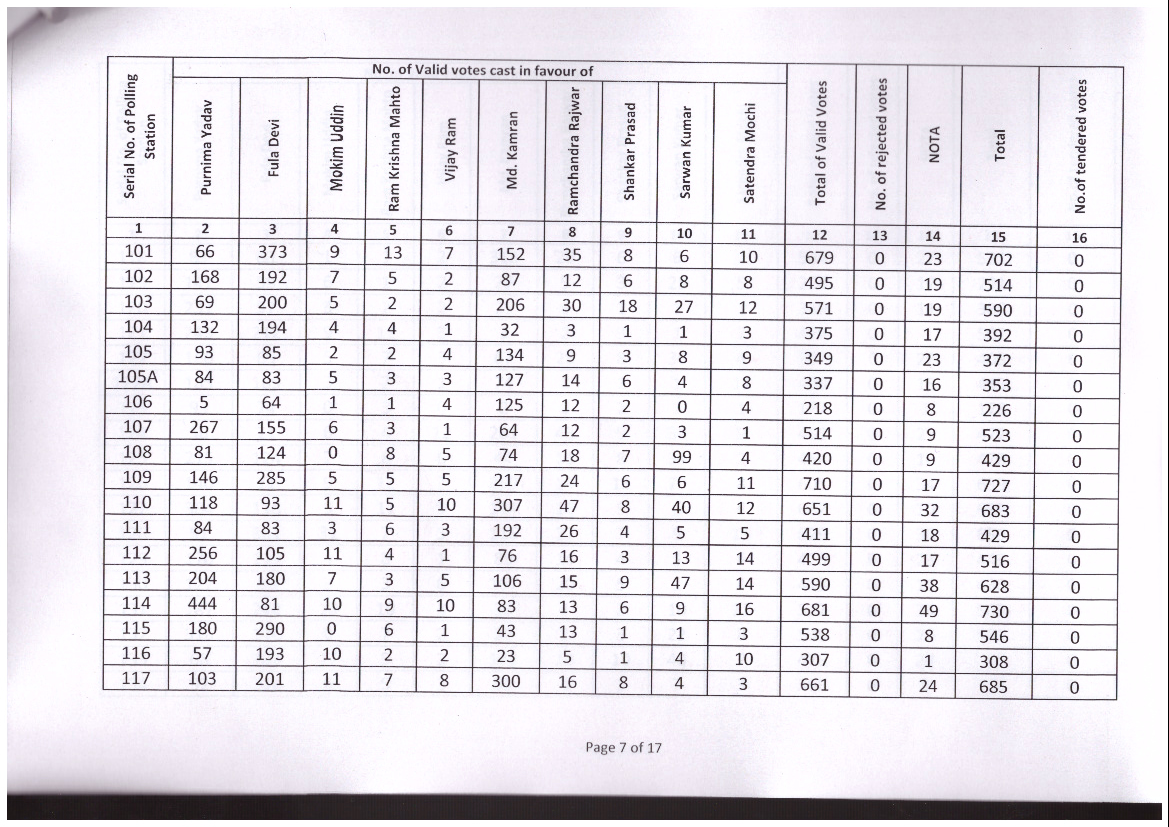 No. of Valid votes cast in favour of
Serial No. of Polling Station Purnima Yadav Fula Devi Mokim Uddin Ram Krishna Mahto Vijay Ram Md. Kamran Ramchandra Rajwar Shankar Prasad Sarwan Kumar Satendra Mochi Total of Valid Votes No. of rejected votes NOTA Total No.of tendered votes
1 2 3 4 5 6 7 8 9 10 11 12 13 14 15 16
101 66 373 9 13 7 152 35 8 6 10 679 0 23 702 0
102 168 192 7 5 2 87 12 6 8 8 495 0 19 514 0
103 69 200 5 2 2 206 30 18 27 12 571 0 19 590 0
104 132 194 4 4 1 32 3 1 1 3 375 0 17 392 0
105 93 85 2 2 4 134 9 3 8 9 349 0 23 372 0
105A 84 83 5 3 3 127 14 6 4 8 337 0 16 353 0
106 5 64 1 1 4 125 12 2 0 4 218 0 8 226 0
107 267 155 6 3 1 64 12 2 3 1 514 0 9 523 0
108 81 124 0 8 5 74 18 7 99 4 420 0 9 429 0
109 146 285 5 5 5 217 24 6 6 11 710 0 17 727 0
110 118 93 11 5 10 307 47 8 40 12 651 0 32 683 0
111 84 83 3 6 3 192 26 4 5 5 411 0 18 429 0
112 256 105 11 4 1 76 16 3 13 14 499 0 17 516 0
113 204 180 7 3 5 106 15 9 47 14 590 0 38 628 0
114 444 81 10 9 10 83 13 6 9 16 681 0 49 730 0
115 180 290 0 6 1 43 13 1 1 3 538 0 8 546 0
116 57 193 10 2 2 23 5 1 4 10 307 0 1 308 0
117 103 201 11 7 8 300 16 8 4 3 661 0 24 685 0
Page 7 of 17